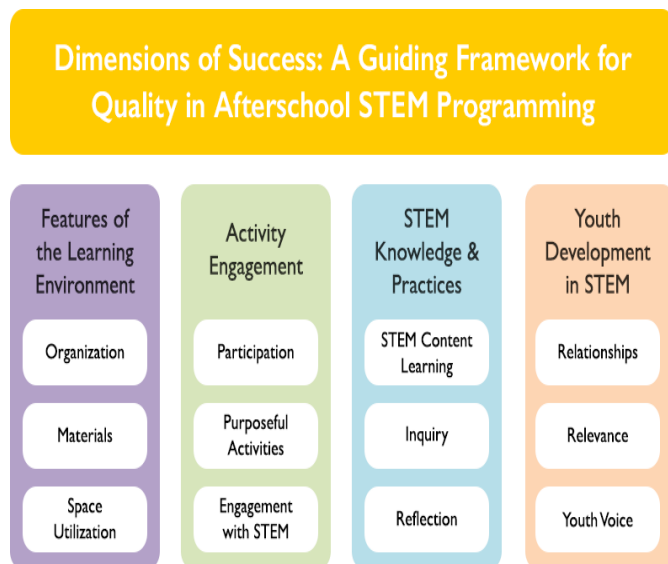 Dimensions of Success: A Guiding Framework for
Quality in Afterschool STEM Programming
Features of
the Learning
Environment
Organization
Materials
Space
Utilization
Activity
Engagement
Participation
Purposeful
Activities
Engagement
with STEM
STEM
Knowledge &
Practices
STEM Content
Learning
Inquiry
Reflection
Youth
Development
in STEM
Relationships
Relevance
Youth Voice